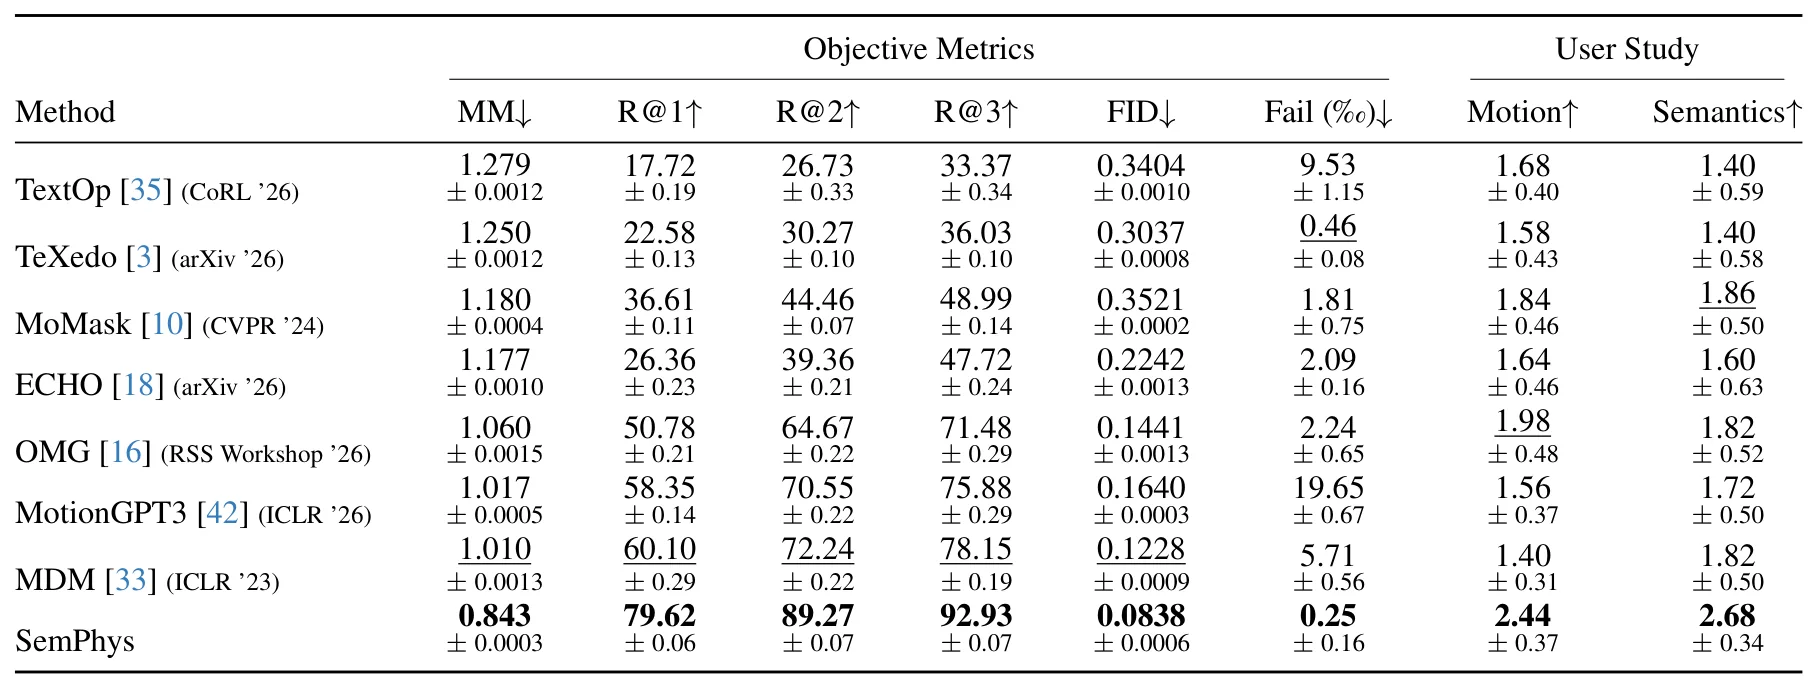 Objective Metrics User Study
Method MM↓ R@1↑ R@2↑ R@3↑ FID↓ Fail (‱)↓ Motion↑ Semantics↑
TextOp [35] (CoRL ’26) 1.279 ± 0.0012 17.72 ± 0.19 26.73 ± 0.33 33.37 ± 0.34 0.3404 ± 0.0010 9.53 ± 1.15 1.68 ± 0.40 1.40 ± 0.59
TeXedo [3] (arXiv ’26) 1.250 ± 0.0012 22.58 ± 0.13 30.27 ± 0.10 36.03 ± 0.10 0.3037 ± 0.0008 0.46 ± 0.08 1.58 ± 0.43 1.40 ± 0.58
MoMask [10] (CVPR ’24) 1.180 ± 0.0004 36.61 ± 0.11 44.46 ± 0.07 48.99 ± 0.14 0.3521 ± 0.0002 1.81 ± 0.75 1.84 ± 0.46 1.86 ± 0.50
ECHO [18] (arXiv ’26) 1.177 ± 0.0010 26.36 ± 0.23 39.36 ± 0.21 47.72 ± 0.24 0.2242 ± 0.0013 2.09 ± 0.16 1.64 ± 0.46 1.60 ± 0.63
OMG [16] (RSS Workshop ’26) 1.060 ± 0.0015 50.78 ± 0.21 64.67 ± 0.22 71.48 ± 0.29 0.1441 ± 0.0013 2.24 ± 0.65 1.98 ± 0.48 1.82 ± 0.52
MotionGPT3 [42] (ICLR ’26) 1.017 ± 0.0005 58.35 ± 0.14 70.55 ± 0.22 75.88 ± 0.29 0.1640 ± 0.0003 19.65 ± 0.67 1.56 ± 0.37 1.72 ± 0.50
MDM [33] (ICLR ’23) 1.010 ± 0.0013 60.10 ± 0.29 72.24 ± 0.22 78.15 ± 0.19 0.1228 ± 0.0009 5.71 ± 0.56 1.40 ± 0.31 1.82 ± 0.50
SemPhys 0.843 ± 0.0003 79.62 ± 0.06 89.27 ± 0.07 92.93 ± 0.07 0.0838 ± 0.0006 0.25 ± 0.16 2.44 ± 0.37 2.68 ± 0.34